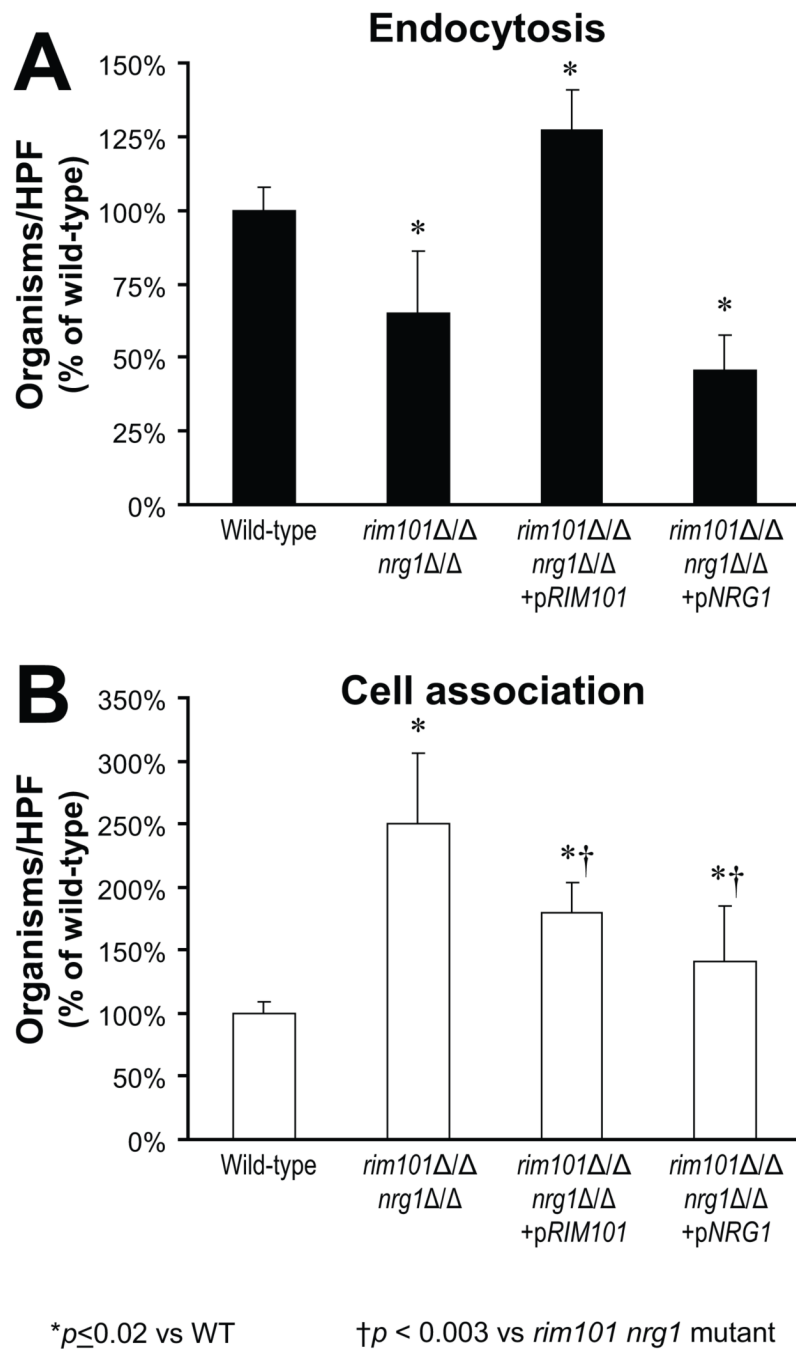 A
Endocytosis
Organisms/HPF
(% of wild-type)
150%
125%
100%
75%
50%
25%
0%
*
*
*
Wild-type
rim101Δ/Δ
nrg1Δ/Δ
rim101Δ/Δ
nrg1Δ/Δ
+pRIM101
rim101Δ/Δ
nrg1Δ/Δ
+pNRG1
B
Cell association
Organisms/HPF
(% of wild-type)
350%
300%
250%
200%
150%
100%
50%
0%
*
*†
*†
Wild-type
rim101Δ/Δ
nrg1Δ/Δ
rim101Δ/Δ
nrg1Δ/Δ
+pRIM101
rim101Δ/Δ
nrg1Δ/Δ
+pNRG1
*p≤0.02 vs WT
†p < 0.003 vs rim101 nrg1 mutant